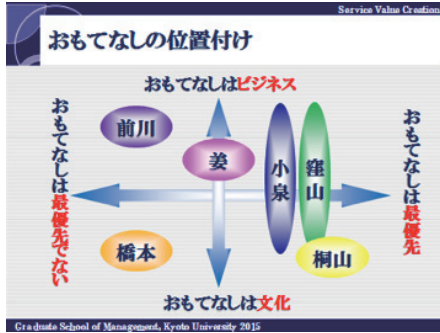 Service Value Creation
おもてなしの位置付け
おもてなしはビジネス
おもてなしは最優先でない
前川
姜
小泉
窪山
おもてなしは最優先
橋本
桐山
おもてなしは文化
Graduate School of Management, Kyoto University 2015